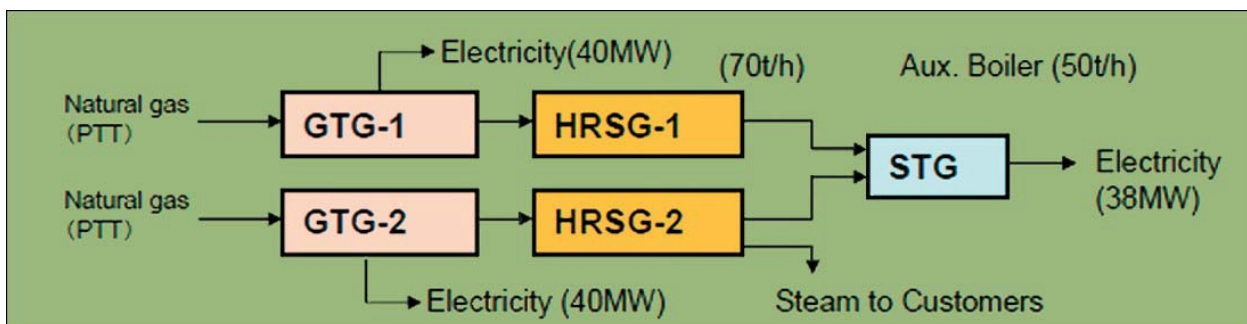 Electricity(40MW)
(70t/h)
Aux. Boiler (50t/h)
Natural gas
(PTT)
GTG-1
HRSG-1
STG
Electricity
(38MW)
Natural gas
(PTT)
GTG-2
HRSG-2
Electricity (40MW)
Steam to Customers